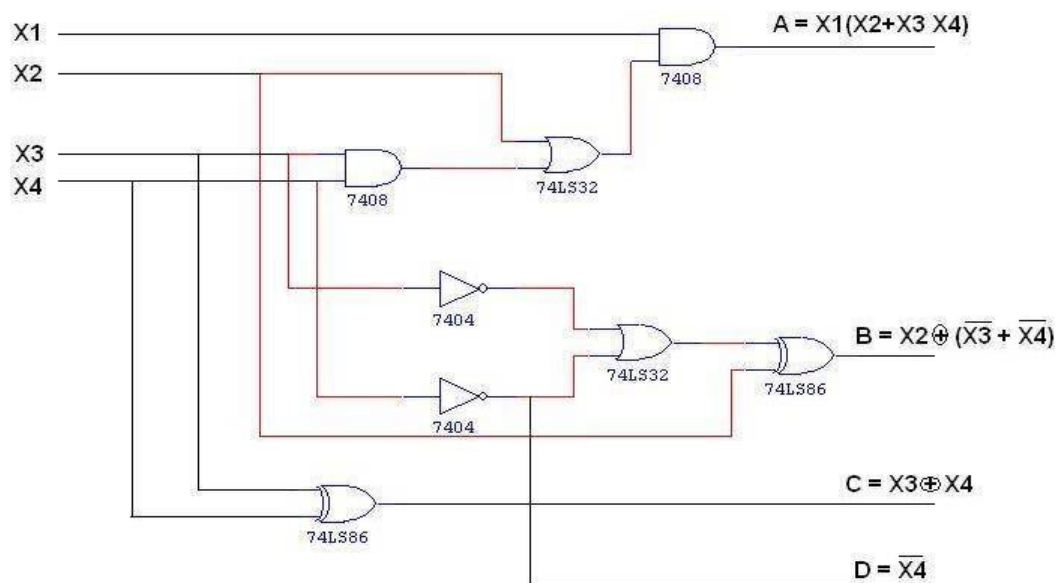 X1
A = X1(X2+X3 X4)
X2
7408
X3
X4
7408
74LS32
7404
B = X2 ⊕ (X̅3̅ + X̅4̅)
74LS32
74LS86
7404
C = X3⊕X4
74LS86
D = X̅4̅